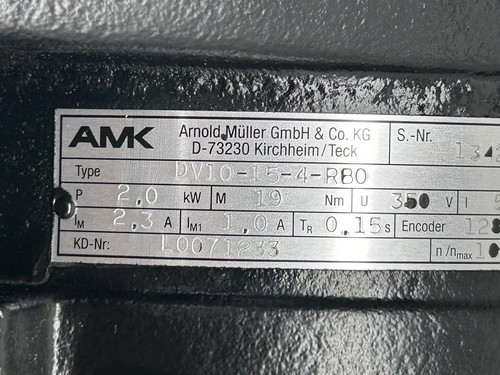 AMK Arnold Müller GmbH & Co. KG S.-Nr.
D-73230 Kirchheim/Teck
Type DV10-15-4-RBO
P 2,0 kW M 19 Nm U 350 V I
IM 2,3 A IM1 1,0 A TR 0,15 s Encoder
KD-Nr: L0071233 n/nmax